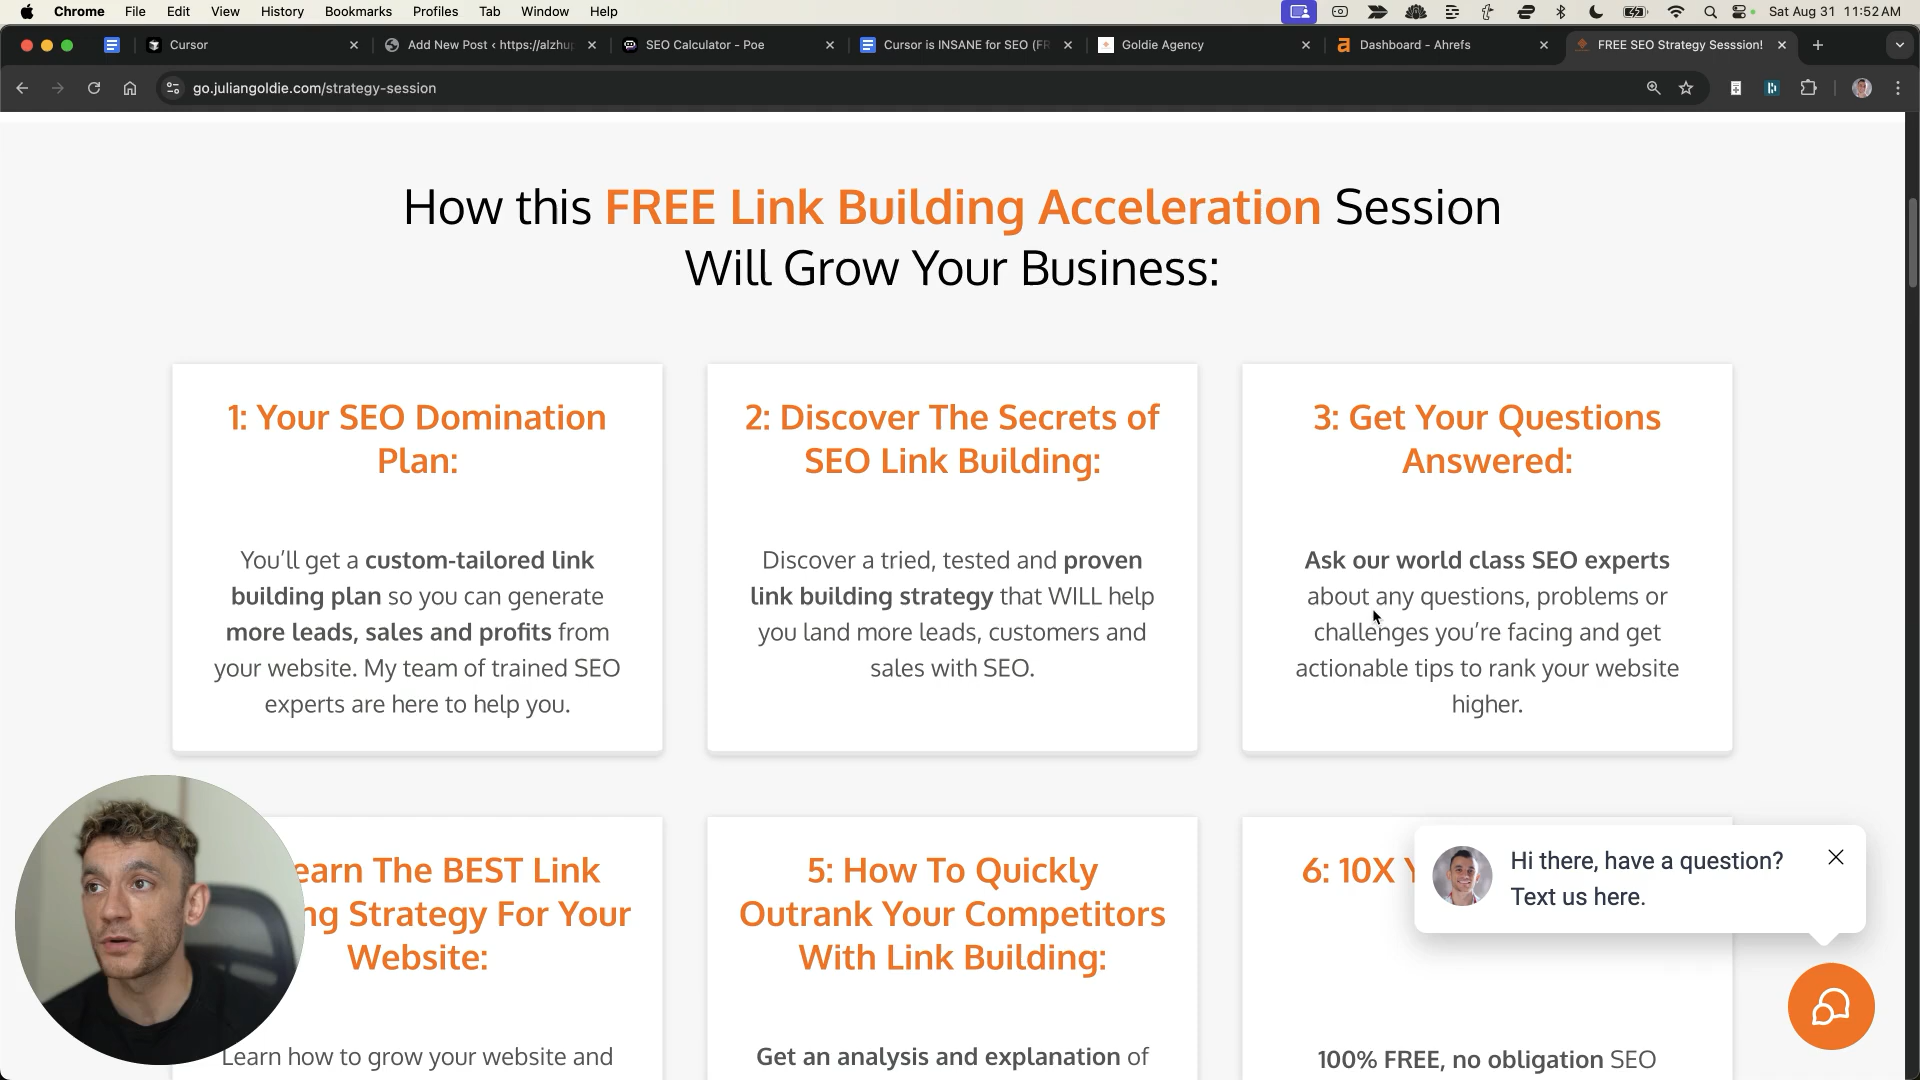 Chrome File Edit View History Bookmarks Profiles Tab Window Help Sat Aug 31 11:52 AM
Cursor
Add New Post ‹ https://alzhup
SEO Calculator - Poe
Cursor is INSANE for SEO (FR
Goldie Agency
Dashboard - Ahrefs
FREE SEO Strategy Sesssion!
go.juliangoldie.com/strategy-session
How this FREE Link Building Acceleration Session
Will Grow Your Business:
1: Your SEO Domination
Plan:
You’ll get a custom-tailored link
building plan so you can generate
more leads, sales and profits from
your website. My team of trained SEO
experts are here to help you.
2: Discover The Secrets of
SEO Link Building:
Discover a tried, tested and proven
link building strategy that WILL help
you land more leads, customers and
sales with SEO.
3: Get Your Questions
Answered:
Ask our world class SEO experts
about any questions, problems or
challenges you’re facing and get
actionable tips to rank your website
higher.
earn The BEST Link
ng Strategy For Your
Website:
Learn how to grow your website and
5: How To Quickly
Outrank Your Competitors
With Link Building:
Get an analysis and explanation of
6: 10X Y
100% FREE, no obligation SEO
Hi there, have a question?
Text us here.